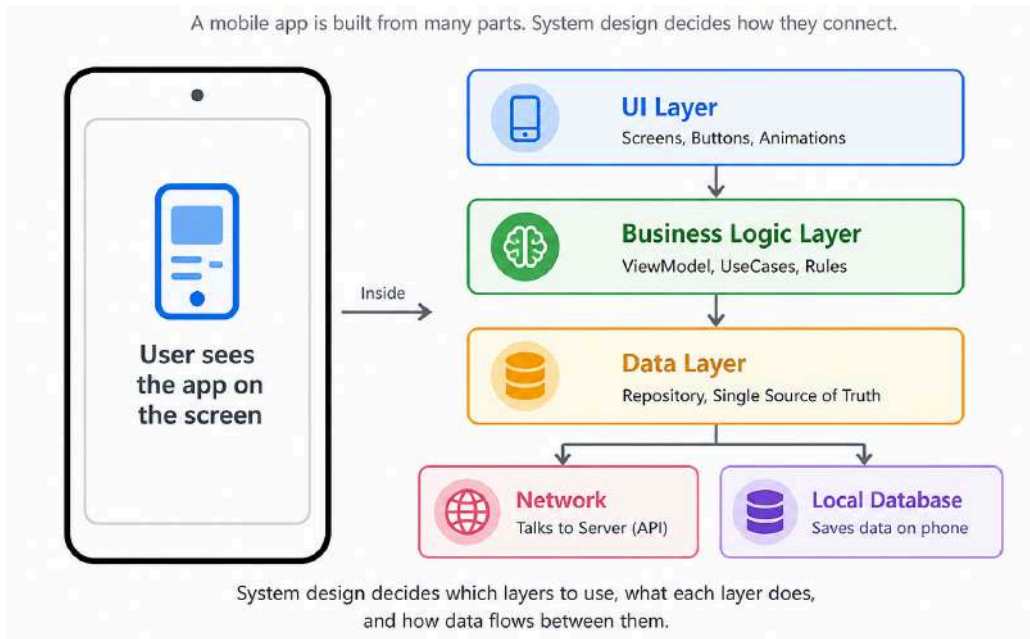 A mobile app is built from many parts. System design decides how they connect.
User sees
the app on
the screen
Inside
UI Layer
Screens, Buttons, Animations
Business Logic Layer
ViewModel, UseCases, Rules
Data Layer
Repository, Single Source of Truth
Network
Talks to Server (API)
Local Database
Saves data on phone
System design decides which layers to use, what each layer does,
and how data flows between them.